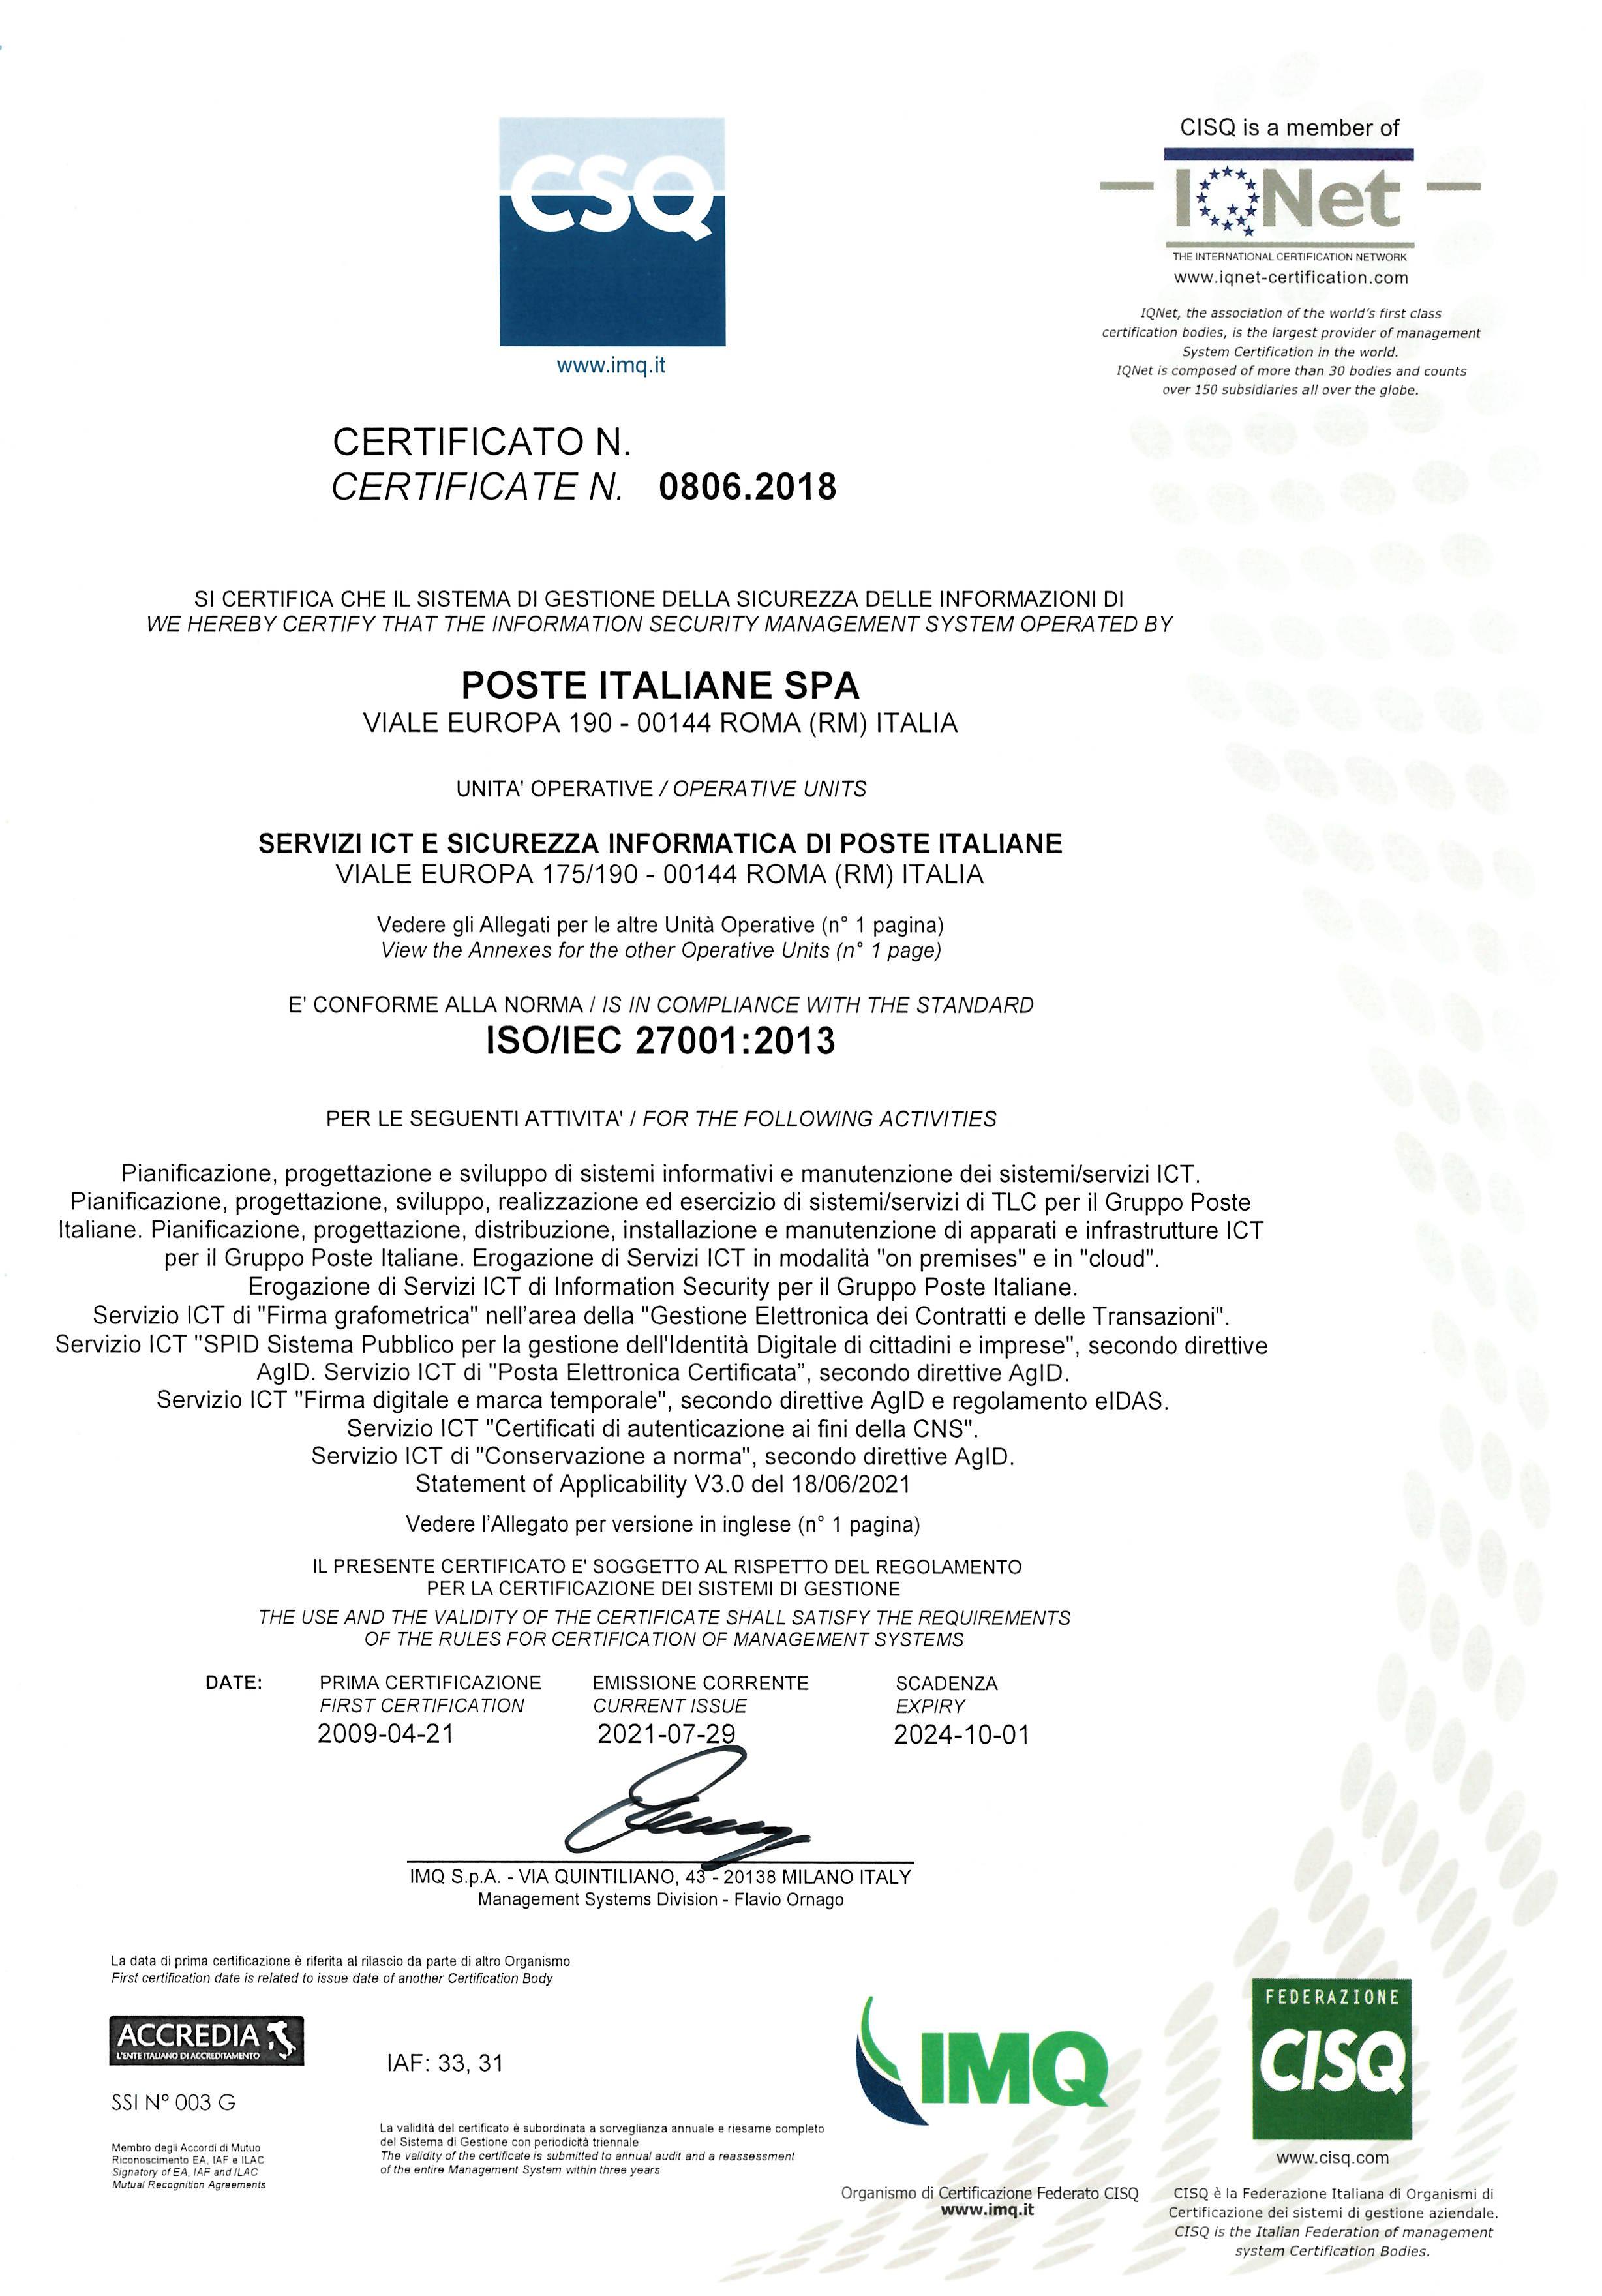 CSQ
www.imq.it
CISQ is a member of
IQNet
THE INTERNATIONAL CERTIFICATION NETWORK
www.iqnet-certification.com
IQNet, the association of the world's first class
certification bodies, is the largest provider of management
System Certification in the world.
IQNet is composed of more than 30 bodies and counts
over 150 subsidiaries all over the globe.
CERTIFICATO N.
CERTIFICATE N. 0806.2018
SI CERTIFICA CHE IL SISTEMA DI GESTIONE DELLA SICUREZZA DELLE INFORMAZIONI DI
WE HEREBY CERTIFY THAT THE INFORMATION SECURITY MANAGEMENT SYSTEM OPERATED BY
POSTE ITALIANE SPA
VIALE EUROPA 190 - 00144 ROMA (RM) ITALIA
UNITA' OPERATIVE / OPERATIVE UNITS
SERVIZI ICT E SICUREZZA INFORMATICA DI POSTE ITALIANE
VIALE EUROPA 175/190 - 00144 ROMA (RM) ITALIA
Vedere gli Allegati per le altre Unità Operative (n° 1 pagina)
View the Annexes for the other Operative Units (n° 1 page)
E' CONFORME ALLA NORMA / IS IN COMPLIANCE WITH THE STANDARD
ISO/IEC 27001:2013
PER LE SEGUENTI ATTIVITA' / FOR THE FOLLOWING ACTIVITIES
Pianificazione, progettazione e sviluppo di sistemi informativi e manutenzione dei sistemi/servizi ICT.
Pianificazione, progettazione, sviluppo, realizzazione ed esercizio di sistemi/servizi di TLC per il Gruppo Poste
Italiane. Pianificazione, progettazione, distribuzione, installazione e manutenzione di apparati e infrastrutture ICT
per il Gruppo Poste Italiane. Erogazione di Servizi ICT in modalità "on premises" e in "cloud".
Erogazione di Servizi ICT di Information Security per il Gruppo Poste Italiane.
Servizio ICT di "Firma grafometrica" nell'area della "Gestione Elettronica dei Contratti e delle Transazioni".
Servizio ICT "SPID Sistema Pubblico per la gestione dell'Identità Digitale di cittadini e imprese", secondo direttive
AgID. Servizio ICT di "Posta Elettronica Certificata", secondo direttive AgID.
Servizio ICT "Firma digitale e marca temporale", secondo direttive AgID e regolamento eIDAS.
Servizio ICT "Certificati di autenticazione ai fini della CNS".
Servizio ICT di "Conservazione a norma", secondo direttive AgID.
Statement of Applicability V3.0 del 18/06/2021
Vedere l'Allegato per versione in inglese (n° 1 pagina)
IL PRESENTE CERTIFICATO E' SOGGETTO AL RISPETTO DEL REGOLAMENTO
PER LA CERTIFICAZIONE DEI SISTEMI DI GESTIONE
THE USE AND THE VALIDITY OF THE CERTIFICATE SHALL SATISFY THE REQUIREMENTS
OF THE RULES FOR CERTIFICATION OF MANAGEMENT SYSTEMS
DATE: PRIMA CERTIFICAZIONE EMISSIONE CORRENTE SCADENZA
FIRST CERTIFICATION CURRENT ISSUE EXPIRY
2009-04-21 2021-07-29 2024-10-01
IMQ S.p.A. - VIA QUINTILIANO, 43 - 20138 MILANO ITALY
Management Systems Division - Flavio Ornago
La data di prima certificazione è riferita al rilascio da parte di altro Organismo
First certification date is related to issue date of another Certification Body
ACCREDIA
L'ENTE ITALIANO DI ACCREDITAMENTO
SSI N° 003 G
Membro degli Accordi di Mutuo
Riconoscimento EA, IAF e ILAC
Signatory of EA, IAF and ILAC
Mutual Recognition Agreements
IAF: 33, 31
La validità del certificato è subordinata a sorveglianza annuale e riesame completo
del Sistema di Gestione con periodicità triennale
The validity of the certificate is submitted to annual audit and a reassessment
of the entire Management System within three years
IMQ
Organismo di Certificazione Federato CISQ
www.imq.it
FEDERAZIONE
CISQ
www.cisq.com
CISQ è la Federazione Italiana di Organismi di
Certificazione dei sistemi di gestione aziendale.
CISQ is the Italian Federation of management
system Certification Bodies.